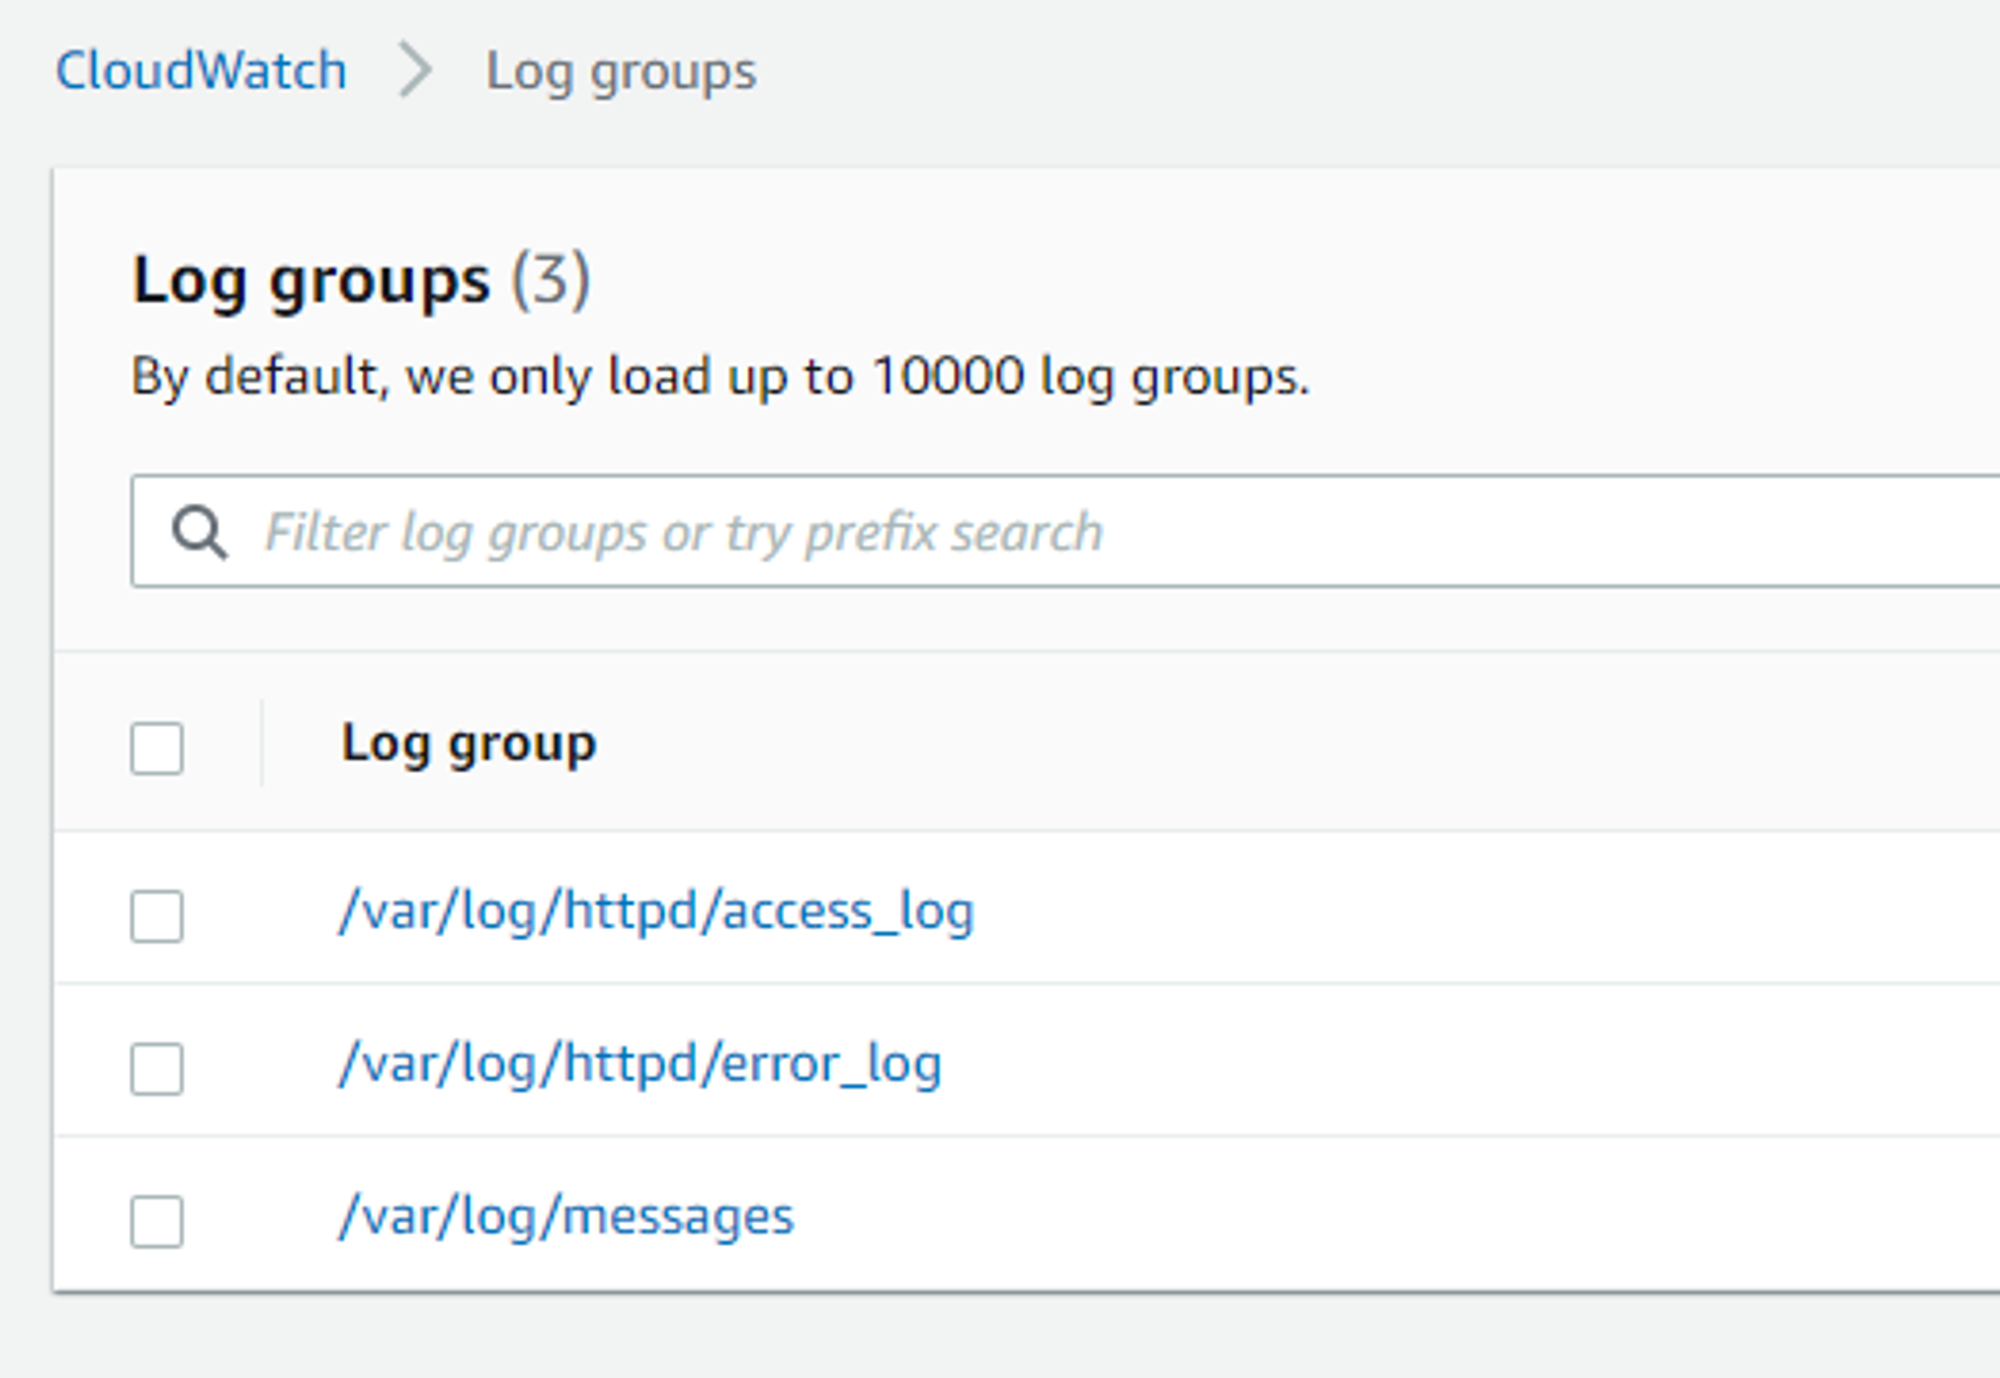 CloudWatch > Log groups
Log groups (3)
By default, we only load up to 10000 log groups.
Filter log groups or try prefix search
Log group
/var/log/httpd/access_log
/var/log/httpd/error_log
/var/log/messages